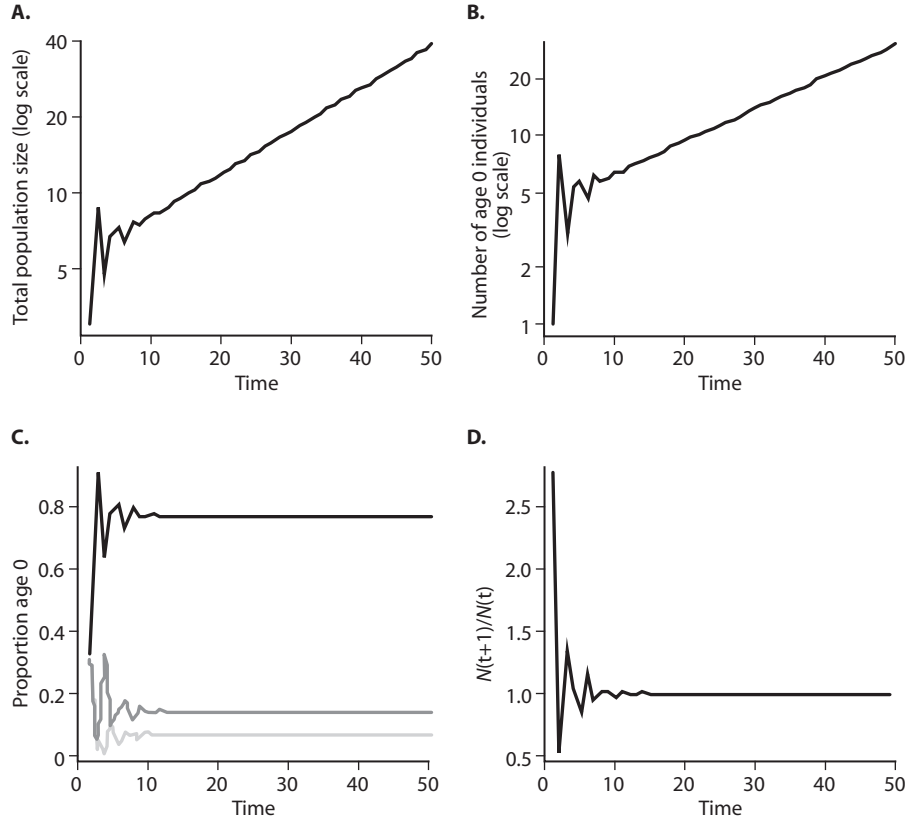 A.
Total population size (log scale)
40
20
10
5
0 10 20 30 40 50
Time
B.
Number of age 0 individuals
(log scale)
20
10
5
2
1
0 10 20 30 40 50
Time
C.
Proportion age 0
0.8
0.6
0.4
0.2
0
0 10 20 30 40 50
Time
D.
N(t+1)/N(t)
2.5
2.0
1.5
1.0
0.5
0 10 20 30 40 50
Time